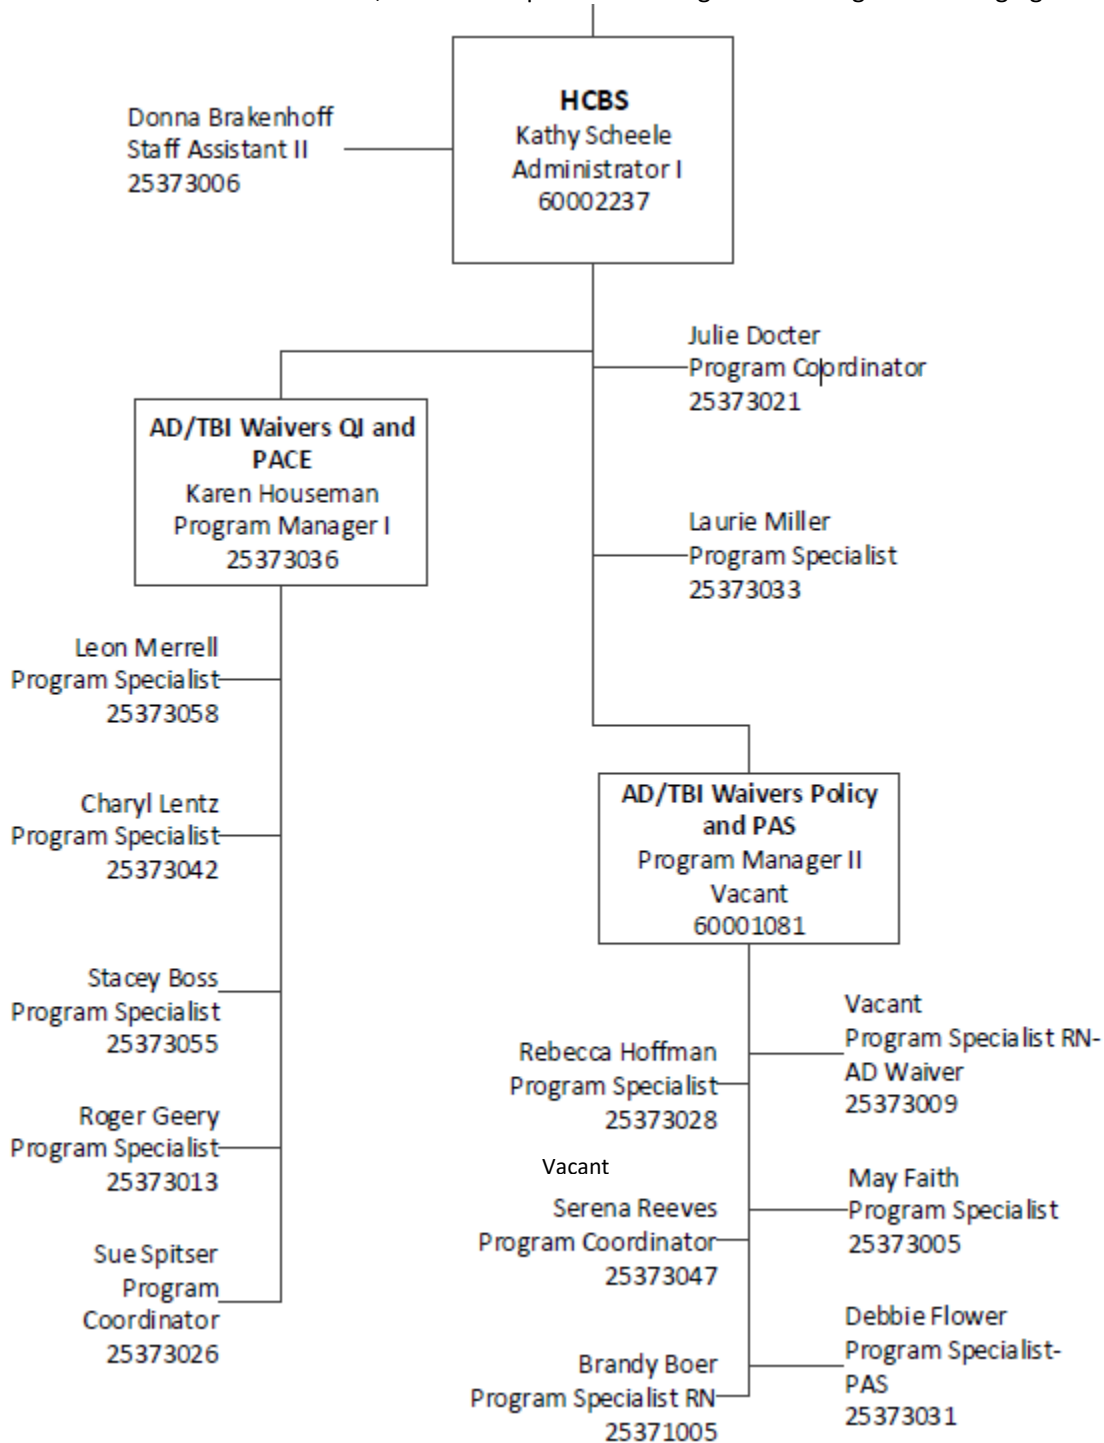 HCBS
Kathy Scheele
Administrator I
60002237
Donna Brakenhoff
Staff Assistant II
25373006
Julie Docter
Program Coordinator
25373021
Laurie Miller
Program Specialist
25373033
AD/TBI Waivers QI and
PACE
Karen Houseman
Program Manager I
25373036
Leon Merrell
Program Specialist
25373058
Charyl Lentz
Program Specialist
25373042
Stacey Boss
Program Specialist
25373055
Roger Geery
Program Specialist
25373013
Sue Spitser
Program
Coordinator
25373026
AD/TBI Waivers Policy
and PAS
Program Manager II
Vacant
60001081
Rebecca Hoffman
Program Specialist
25373028
Vacant
Serena Reeves
Program Coordinator
25373047
Brandy Boer
Program Specialist RN
25371005
Vacant
Program Specialist RN-
AD Waiver
25373009
May Faith
Program Specialist
25373005
Debbie Flower
Program Specialist-
PAS
25373031